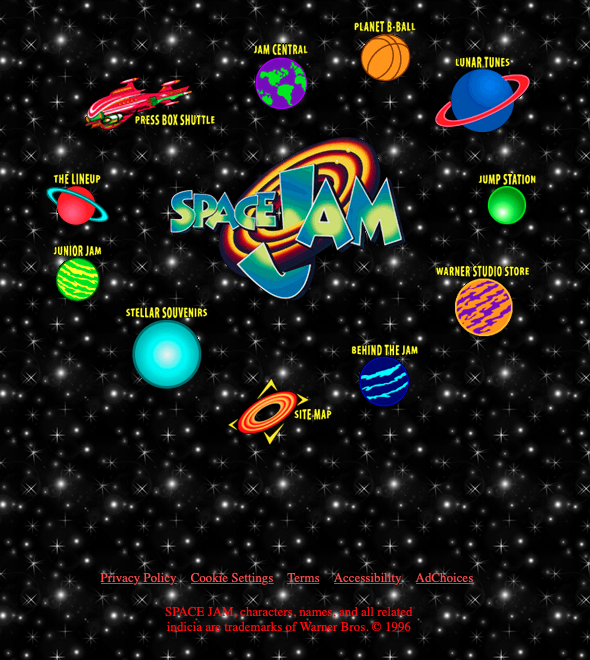 PLANET B-BALL
JAM CENTRAL
LUNAR TUNES
PRESS BOX SHUTTLE
THE LINEUP
JUMP STATION
SPACE JAM
JUNIOR JAM
WARNER STUDIO STORE
STELLAR SOUVENIRS
BEHIND THE JAM
SITE MAP
Privacy Policy Cookie Settings Terms Accessibility AdChoices
SPACE JAM, characters, names, and all related
indicia are trademarks of Warner Bros. © 1996